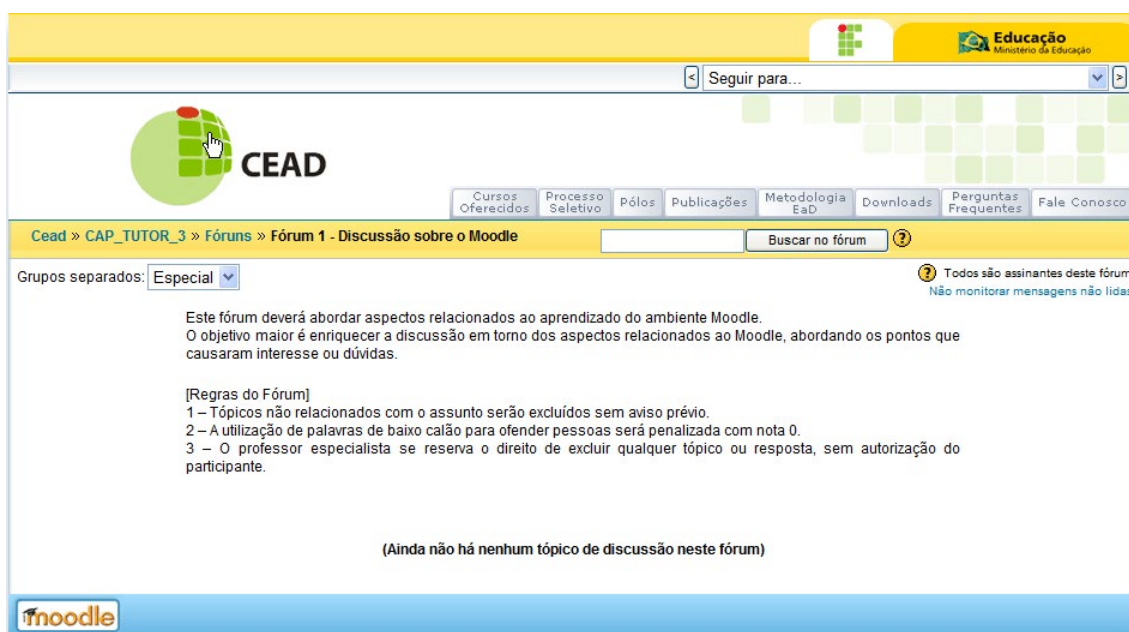 Educação
Ministério da Educação
<
Seguir para...
>
CEAD
Cursos
Oferecidos
Processo
Seletivo
Pólos
Publicações
Metodologia
EaD
Downloads
Perguntas
Frequentes
Fale Conosco
Cead » CAP_TUTOR_3 » Fóruns » Fórum 1 - Discussão sobre o Moodle
Buscar no fórum
?
Grupos separados: Especial
? Todos são assinantes deste fórum
Não monitorar mensagens não lidas
Este fórum deverá abordar aspectos relacionados ao aprendizado do ambiente Moodle.
O objetivo maior é enriquecer a discussão em torno dos aspectos relacionados ao Moodle, abordando os pontos que
causaram interesse ou dúvidas.
[Regras do Fórum]
1 – Tópicos não relacionados com o assunto serão excluídos sem aviso prévio.
2 – A utilização de palavras de baixo calão para ofender pessoas será penalizada com nota 0.
3 – O professor especialista se reserva o direito de excluir qualquer tópico ou resposta, sem autorização do
participante.
(Ainda não há nenhum tópico de discussão neste fórum)
moodle